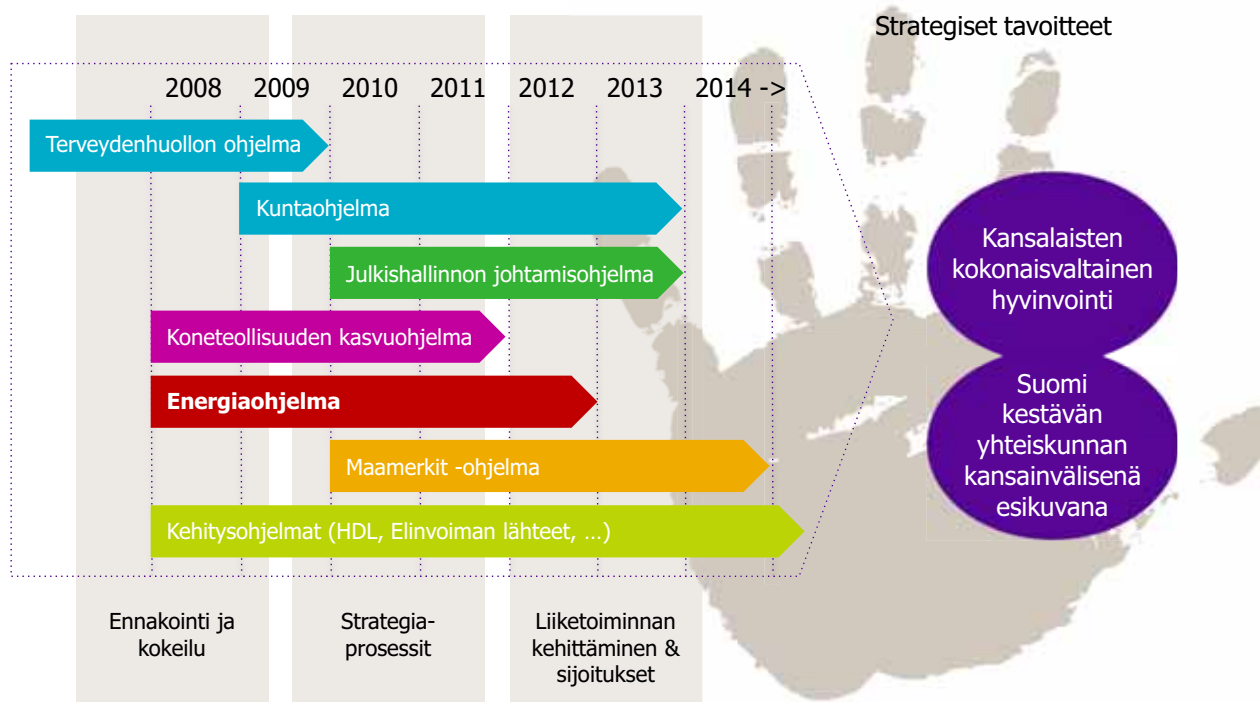 Strategiset tavoitteet
2008 2009 2010 2011 2012 2013 2014 ->
Terveydenhuollon ohjelma
Kuntaohjelma
Julkishallinnon johtamisohjelma
Koneteollisuuden kasvuohjelma
Energiaohjelma
Maamerkit -ohjelma
Kehitysohjelmat (HDL, Elinvoiman lähteet, ...)
Kansalaisten
kokonaisvaltainen
hyvinvointi
Suomi
kestävän
yhteiskunnan
kansainvälisenä
esikuvana
Ennakointi ja
kokeilu
Strategia-
prosessit
Liiketoiminnan
kehittäminen &
sijoitukset